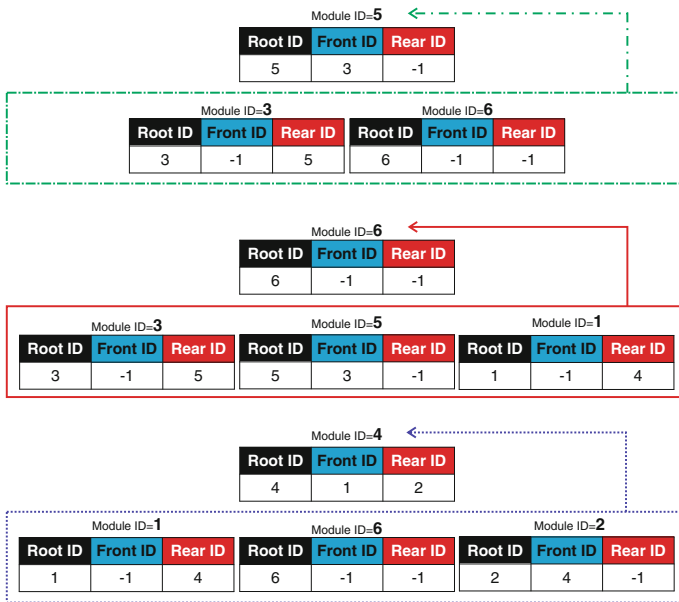 Module ID=5
Root ID Front ID Rear ID
5 3 -1
Module ID=3 Module ID=6
Root ID Front ID Rear ID Root ID Front ID Rear ID
3 -1 5 6 -1 -1
Module ID=6
Root ID Front ID Rear ID
6 -1 -1
Module ID=3 Module ID=5 Module ID=1
Root ID Front ID Rear ID Root ID Front ID Rear ID Root ID Front ID Rear ID
3 -1 5 5 3 -1 1 -1 4
Module ID=4
Root ID Front ID Rear ID
4 1 2
Module ID=1 Module ID=6 Module ID=2
Root ID Front ID Rear ID Root ID Front ID Rear ID Root ID Front ID Rear ID
1 -1 4 6 -1 -1 2 4 -1